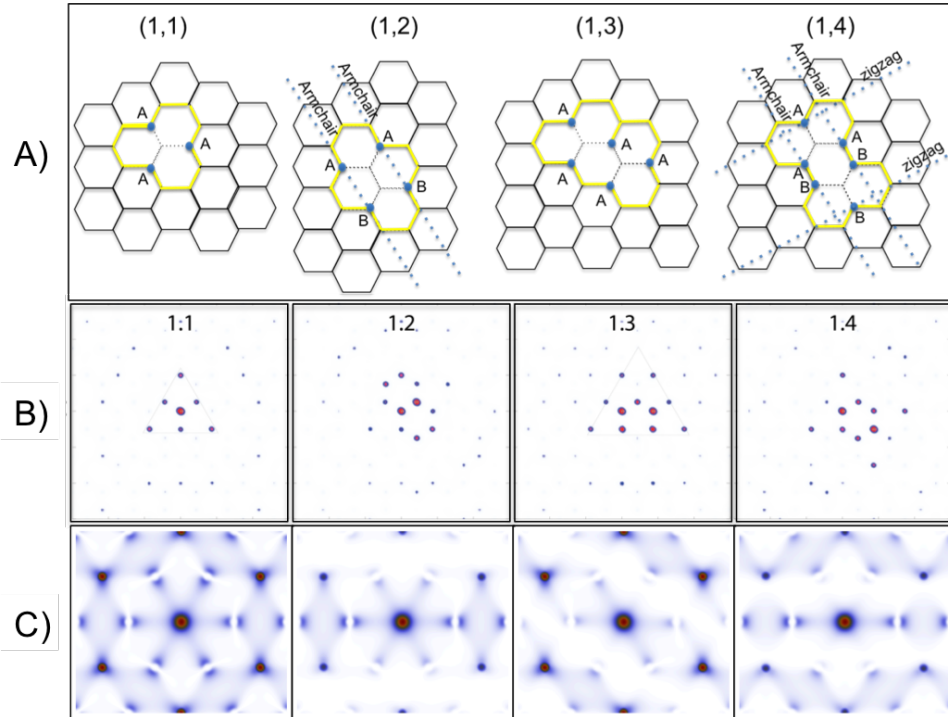 (1,1) (1,2) (1,3) (1,4)
A)
A
A
A
Armchair
Armchair
A
A
B
B
A
A
A
A
Armchair
Armchair
zigzag
zigzag
A
A
B
A
B
B
B)
1:1 1:2 1:3 1:4
C)